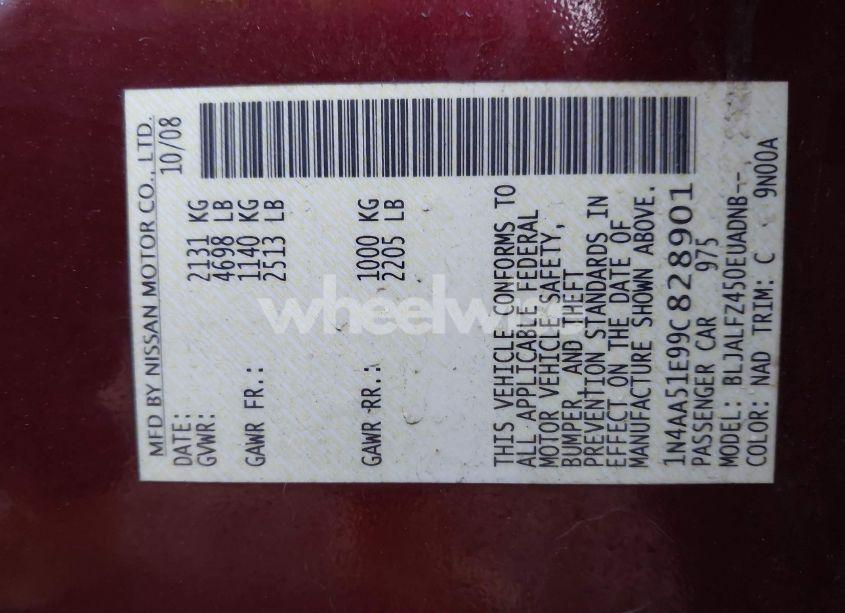 MFD BY NISSAN MOTOR CO., LTD.
DATE: 10/08
GVWR: 2131 KG
4698 LB
GAWR FR.: 1140 KG
2513 LB
GAWR RR.: 1000 KG
2205 LB
THIS VEHICLE CONFORMS TO
ALL APPLICABLE FEDERAL
MOTOR VEHICLE SAFETY,
BUMPER, AND THEFT
PREVENTION STANDARDS IN
EFFECT ON THE DATE OF
MANUFACTURE SHOWN ABOVE.
1N4AA51E99C828901
PASSENGER CAR 975
MODEL: BLJALFZ450EUADNB--
COLOR: NAD TRIM: C 9N00A